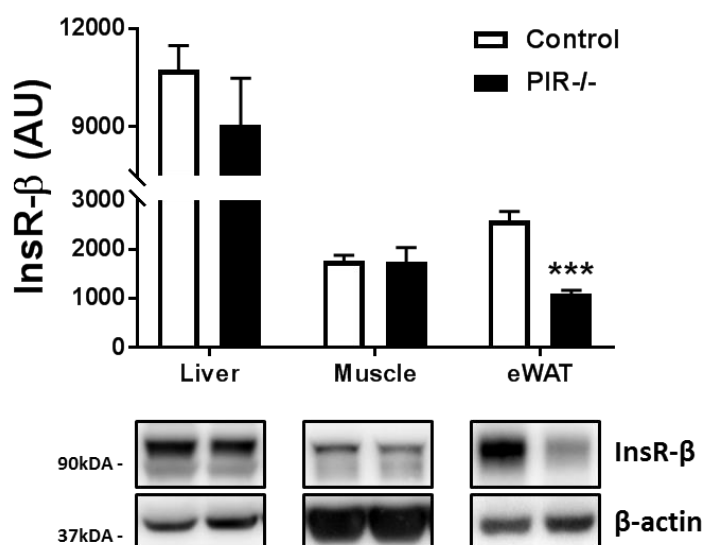 InsR-β (AU)
12000
9000
3000
2000
1000
0
Control
PIR-/-
***
Liver Muscle eWAT
90kDA -
InsR-β
37kDA -
β-actin